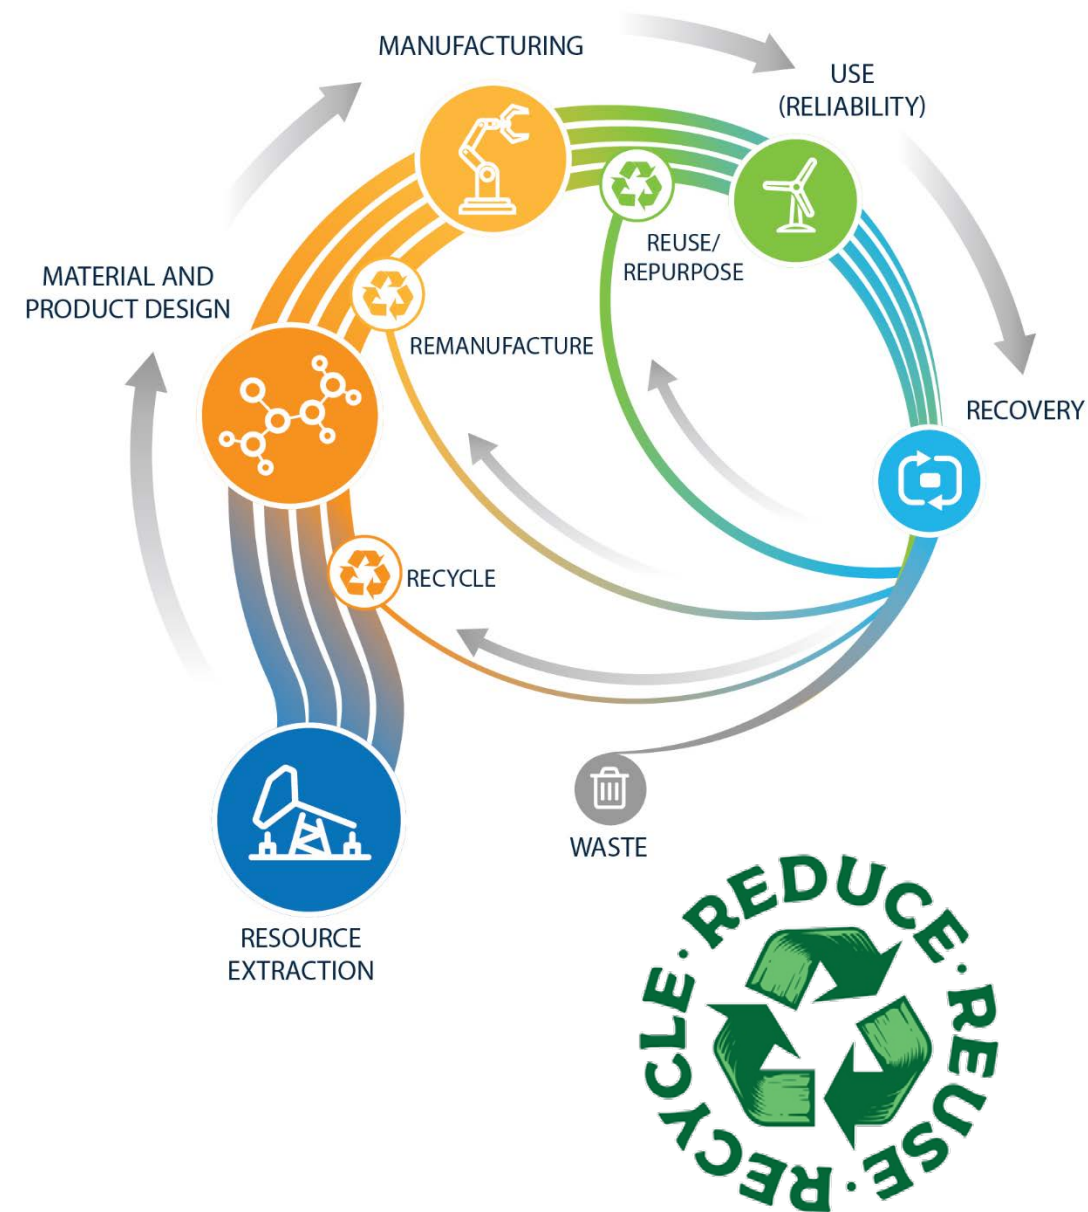 MANUFACTURING
USE
(RELIABILITY)
REUSE/
REPURPOSE
MATERIAL AND
PRODUCT DESIGN
REMANUFACTURE
RECOVERY
RECYCLE
WASTE
RESOURCE
EXTRACTION
REDUCE · REUSE · RECYCLE ·